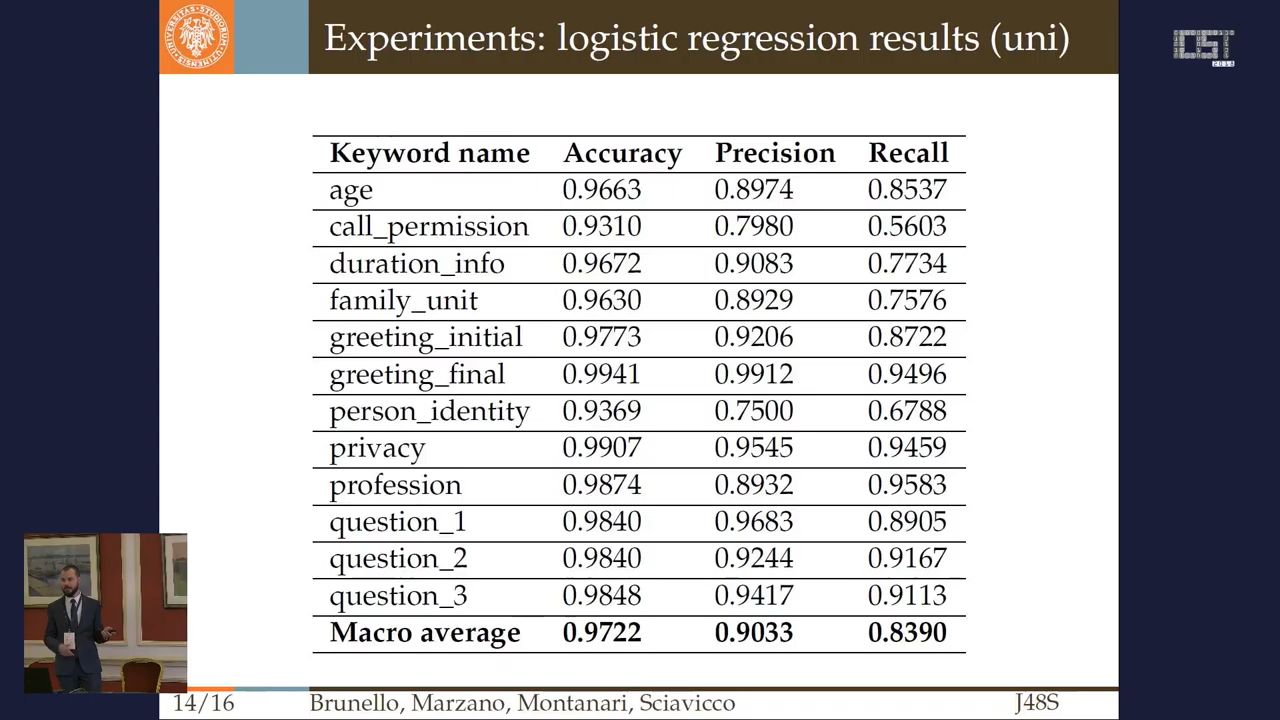 Experiments: logistic regression results (uni)
Keyword name Accuracy Precision Recall
age 0.9663 0.8974 0.8537
call_permission 0.9310 0.7980 0.5603
duration_info 0.9672 0.9083 0.7734
family_unit 0.9630 0.8929 0.7576
greeting_initial 0.9773 0.9206 0.8722
greeting_final 0.9941 0.9912 0.9496
person_identity 0.9369 0.7500 0.6788
privacy 0.9907 0.9545 0.9459
profession 0.9874 0.8932 0.9583
question_1 0.9840 0.9683 0.8905
question_2 0.9840 0.9244 0.9167
question_3 0.9848 0.9417 0.9113
Macro average 0.9722 0.9033 0.8390
14/16 Brunello, Marzano, Montanari, Sciavicco J48S